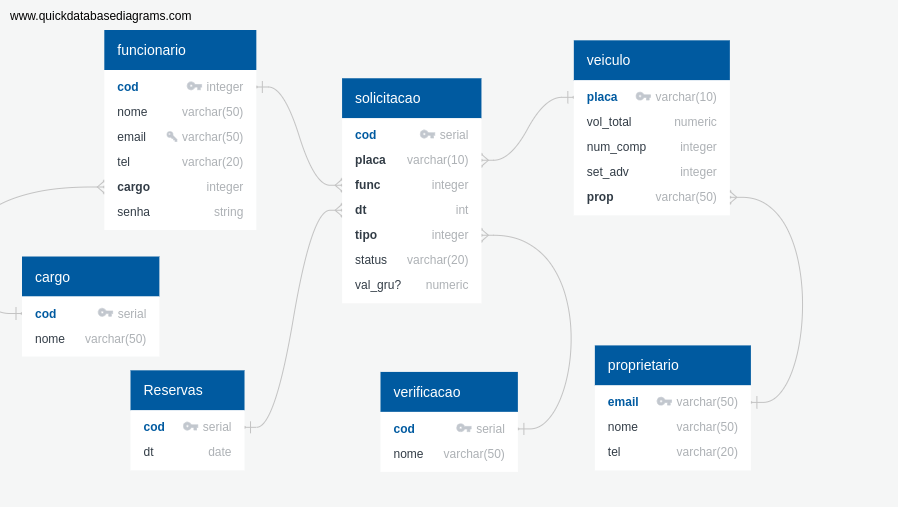 www.quickdatabasediagrams.com
funcionario
cod integer
nome varchar(50)
email varchar(50)
tel varchar(20)
cargo integer
senha string
solicitacao
cod serial
placa varchar(10)
func integer
dt int
tipo integer
status varchar(20)
val_gru? numeric
veiculo
placa varchar(10)
vol_total numeric
num_comp integer
set_adv integer
prop varchar(50)
cargo
cod serial
nome varchar(50)
Reservas
cod serial
dt date
verificacao
cod serial
nome varchar(50)
proprietario
email varchar(50)
nome varchar(50)
tel varchar(20)